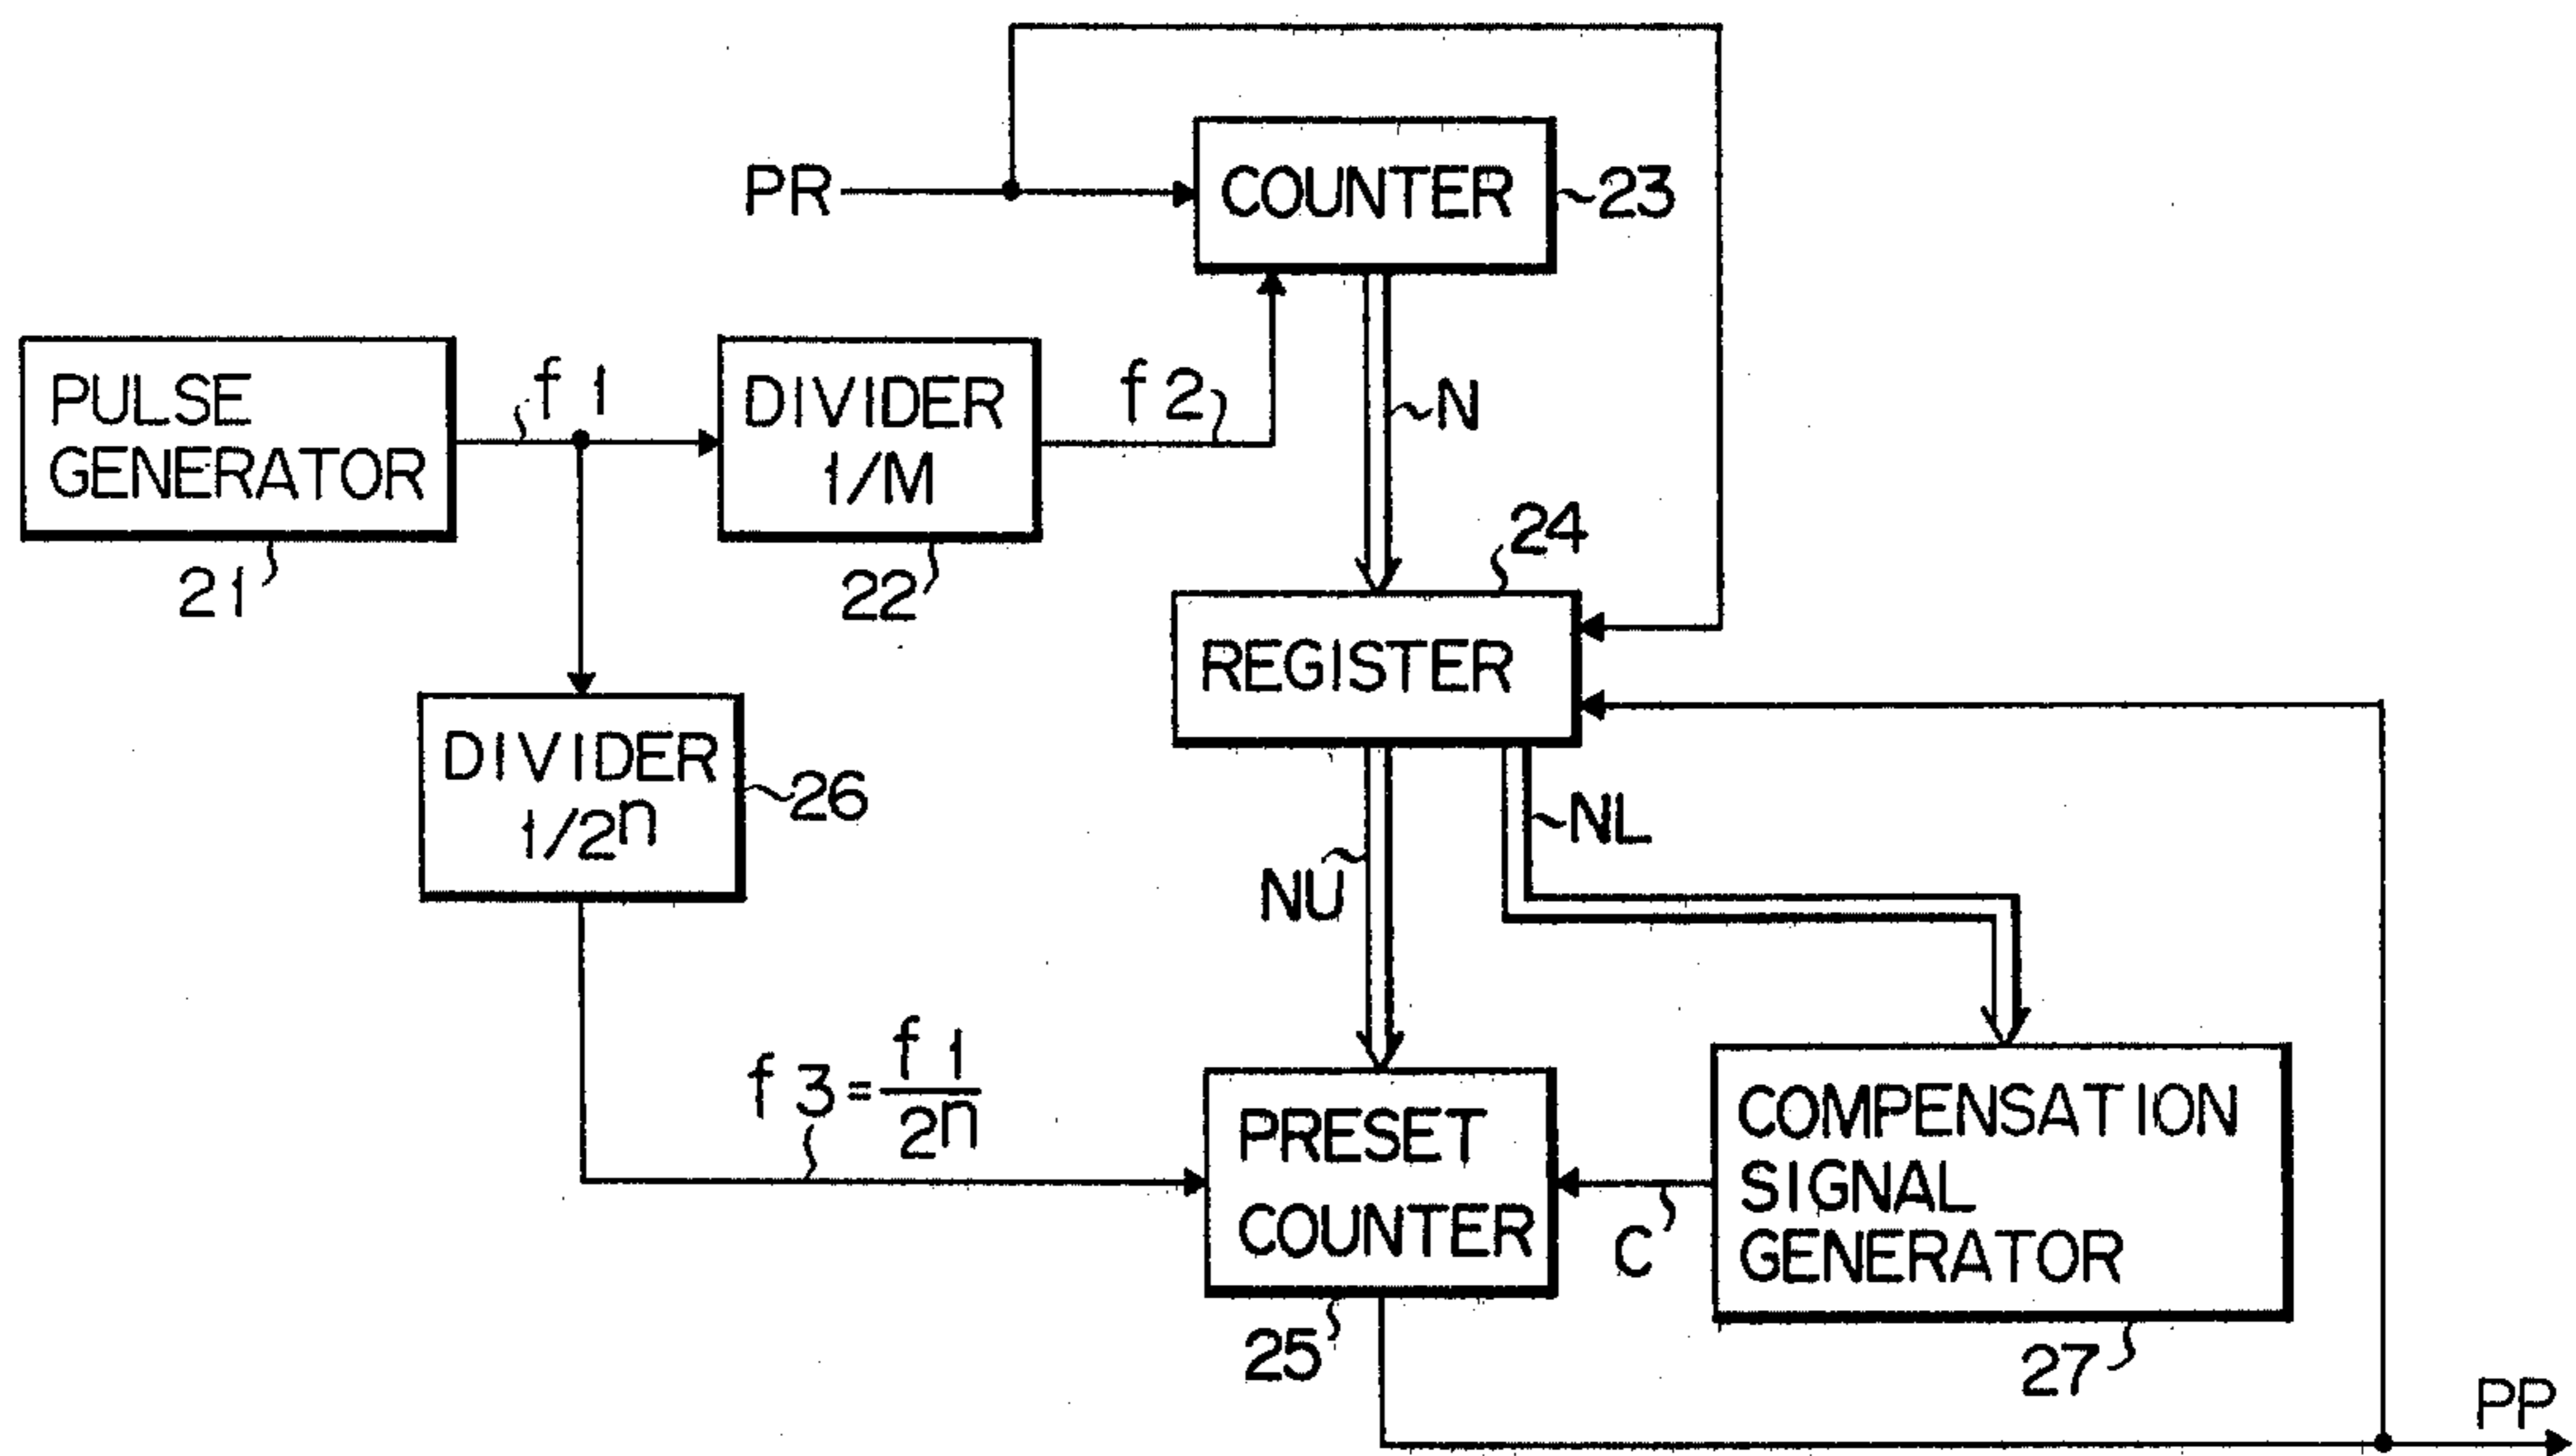 PR
COUNTER
23
PULSE
GENERATOR
21
f1
DIVIDER
1/M
22
f2
N
24
REGISTER
DIVIDER
1/2ⁿ
26
NU
NL
f3 = f1/2ⁿ
PRESET
COUNTER
25
C
COMPENSATION
SIGNAL
GENERATOR
27
PP